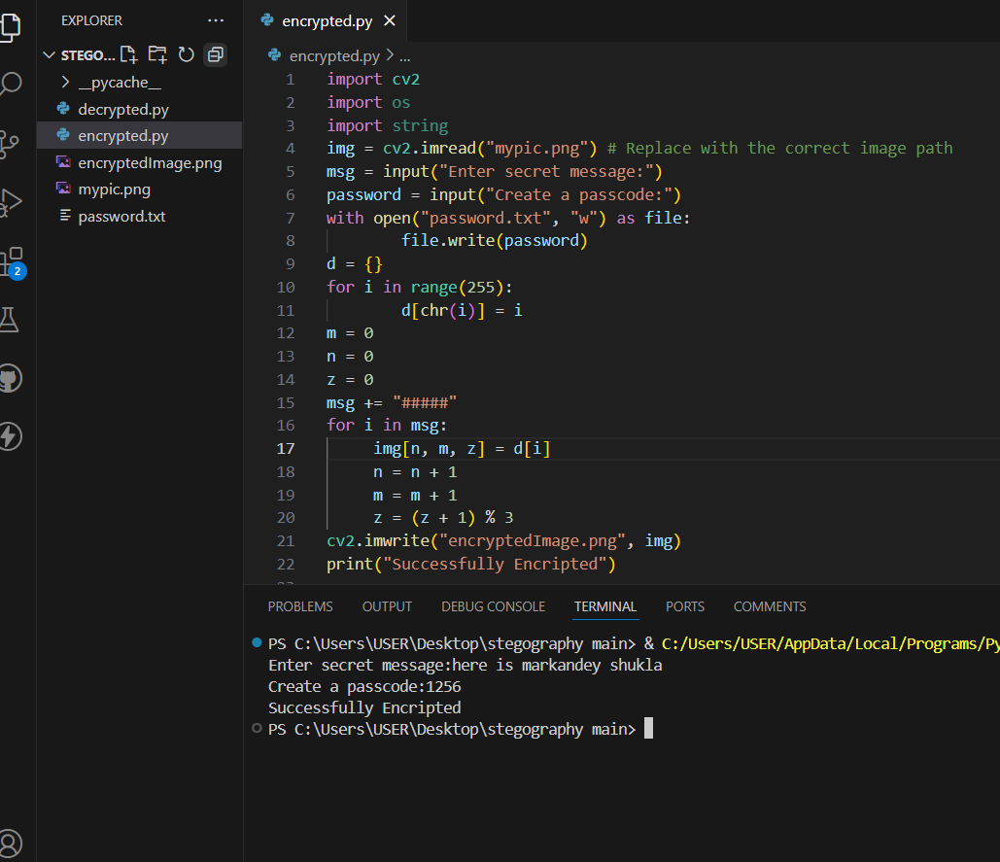 EXPLORER ...
encrypted.py ×
STEGO...
encrypted.py > ...
> __pycache__
decrypted.py
encrypted.py
encryptedImage.png
mypic.png
password.txt
2
1 import cv2
2 import os
3 import string
4 img = cv2.imread("mypic.png") # Replace with the correct image path
5 msg = input("Enter secret message:")
6 password = input("Create a passcode:")
7 with open("password.txt", "w") as file:
8 file.write(password)
9 d = {}
10 for i in range(255):
11 d[chr(i)] = i
12 m = 0
13 n = 0
14 z = 0
15 msg += "#####"
16 for i in msg:
17 img[n, m, z] = d[i]
18 n = n + 1
19 m = m + 1
20 z = (z + 1) % 3
21 cv2.imwrite("encryptedImage.png", img)
22 print("Successfully Encripted")
PROBLEMS OUTPUT DEBUG CONSOLE TERMINAL PORTS COMMENTS
PS C:\Users\USER\Desktop\stegography main> & C:/Users/USER/AppData/Local/Programs/Py
Enter secret message:here is markandey shukla
Create a passcode:1256
Successfully Encripted
PS C:\Users\USER\Desktop\stegography main>